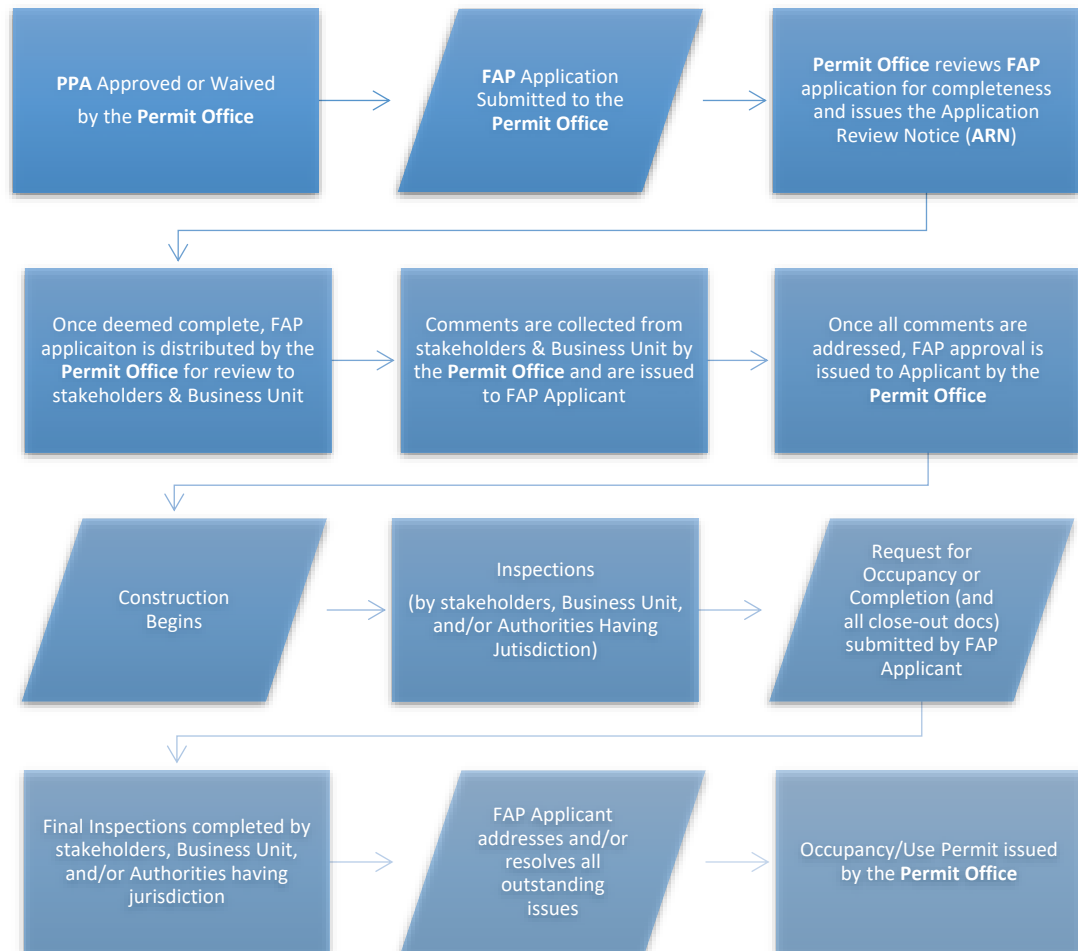 PPA Approved or Waived
by the Permit Office
FAP Application
Submitted to the
Permit Office
Permit Office reviews FAP
application for completeness
and issues the Application
Review Notice (ARN)
Once deemed complete, FAP
applicaiton is distributed by the
Permit Office for review to
stakeholders & Business Unit
Comments are collected from
stakeholders & Business Unit by
the Permit Office and are issued
to FAP Applicant
Once all comments are
addressed, FAP approval is
issued to Applicant by the
Permit Office
Construction
Begins
Inspections
(by stakeholders, Business Unit,
and/or Authorities Having
Jutisdiction)
Request for
Occupancy or
Completion (and
all close-out docs)
submitted by FAP
Applicant
Final Inspections completed by
stakeholders, Business Unit,
and/or Authorities having
jurisdiction
FAP Applicant
addresses and/or
resolves all
outstanding
issues
Occupancy/Use Permit issued
by the Permit Office